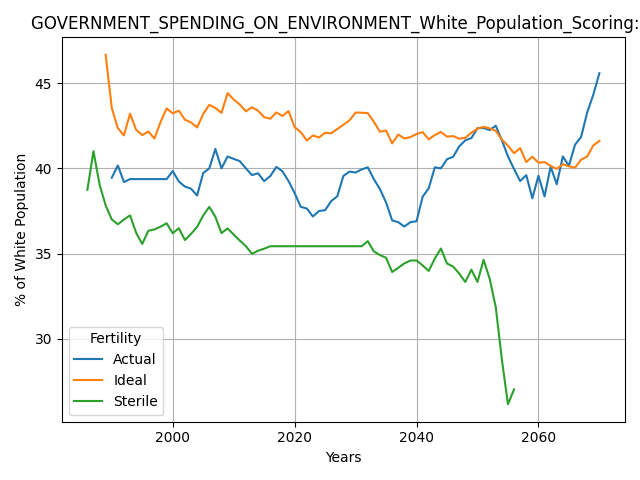 GOVERNMENT_SPENDING_ON_ENVIRONMENT_White_Population_Scoring:
45
40
35
30
% of White Population
Fertility
Actual
Ideal
Sterile
2000 2020 2040 2060
Years